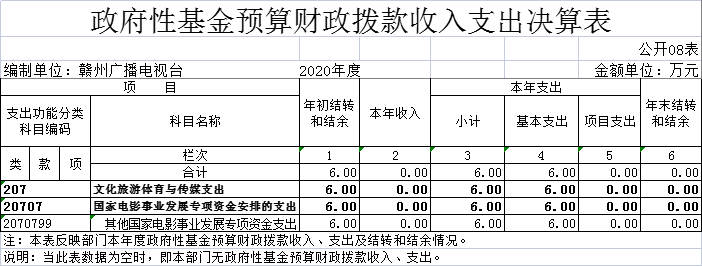 政府性基金预算财政拨款收入支出决算表
公开08表
编制单位：赣州广播电视台 2020年度 金额单位：万元
项 目 年初结转和结余 本年收入 本年支出 年末结转和结余
支出功能分类科目编码 科目名称 小计 基本支出 项目支出
类 款 项 栏次 1 2 3 4 5 6
合计 6.00 0.00 6.00 6.00 0.00 0.00
207 文化旅游体育与传媒支出 6.00 0.00 6.00 6.00 0.00 0.00
20707 国家电影事业发展专项资金安排的支出 6.00 0.00 6.00 6.00 0.00 0.00
2070799 其他国家电影事业发展专项资金支出 6.00 0.00 6.00 6.00 0.00 0.00
注：本表反映部门本年度政府性基金预算财政拨款收入、支出及结转和结余情况。
说明：当此表数据为空时，即本部门无政府性基金预算财政拨款收入、支出。